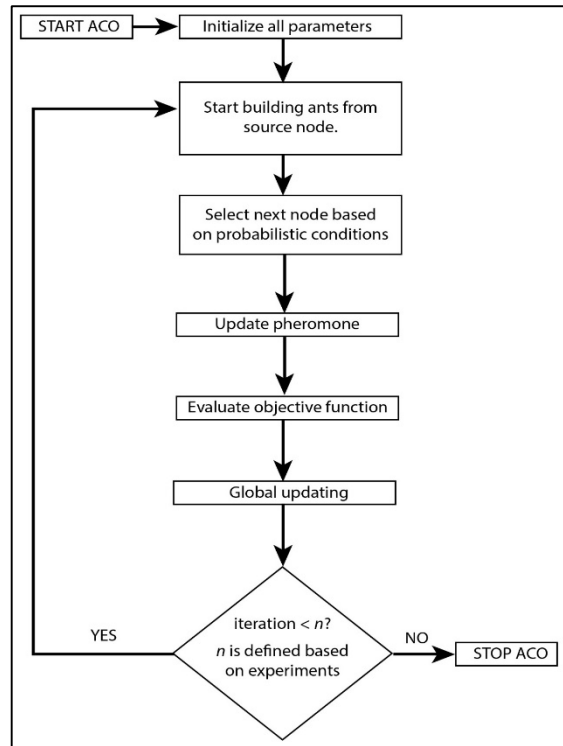 START ACO
Initialize all parameters
Start building ants from
source node.
Select next node based
on probabilistic conditions
Update pheromone
Evaluate objective function
Global updating
iteration < n?
n is defined based
on experiments
YES
NO
STOP ACO